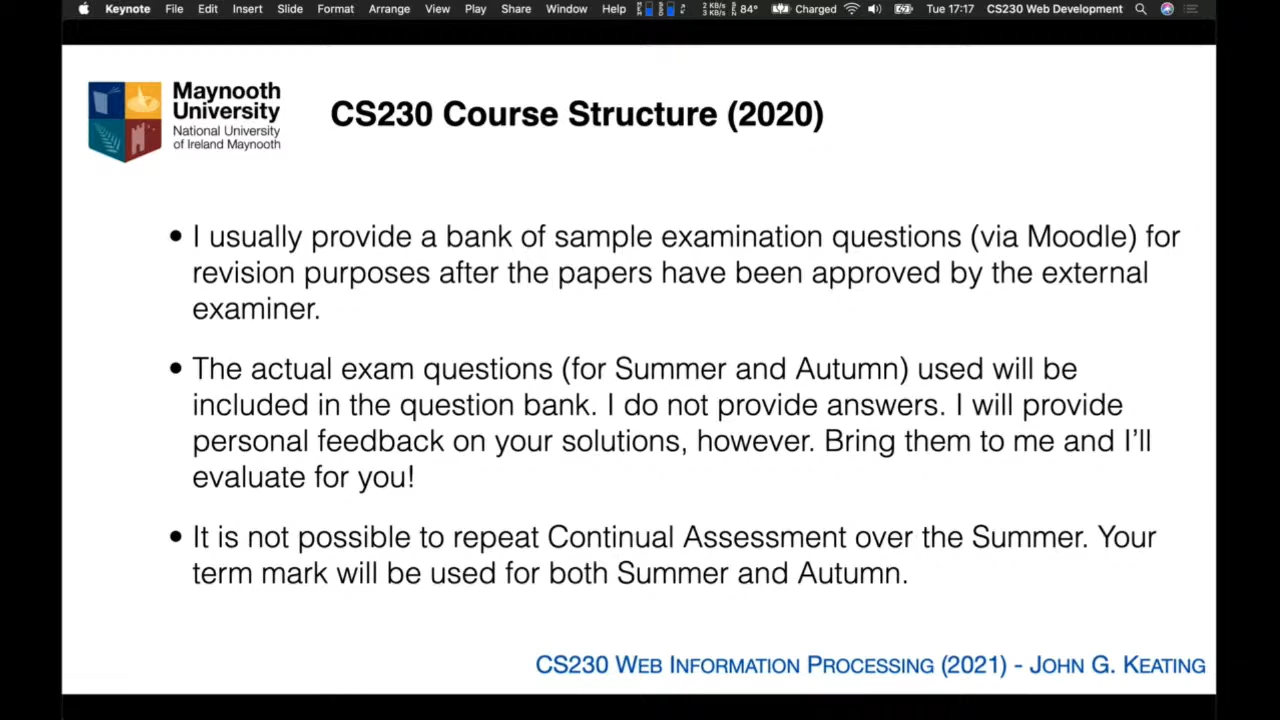 Keynote File Edit Insert Slide Format Arrange View Play Share Window Help 2 KB/s 3 KB/s 84° Charged Tue 17:17 CS230 Web Development
Maynooth
University
National University
of Ireland Maynooth
CS230 Course Structure (2020)
• I usually provide a bank of sample examination questions (via Moodle) for
revision purposes after the papers have been approved by the external
examiner.
• The actual exam questions (for Summer and Autumn) used will be
included in the question bank. I do not provide answers. I will provide
personal feedback on your solutions, however. Bring them to me and I’ll
evaluate for you!
• It is not possible to repeat Continual Assessment over the Summer. Your
term mark will be used for both Summer and Autumn.
CS230 Web Information Processing (2021) - John G. Keating